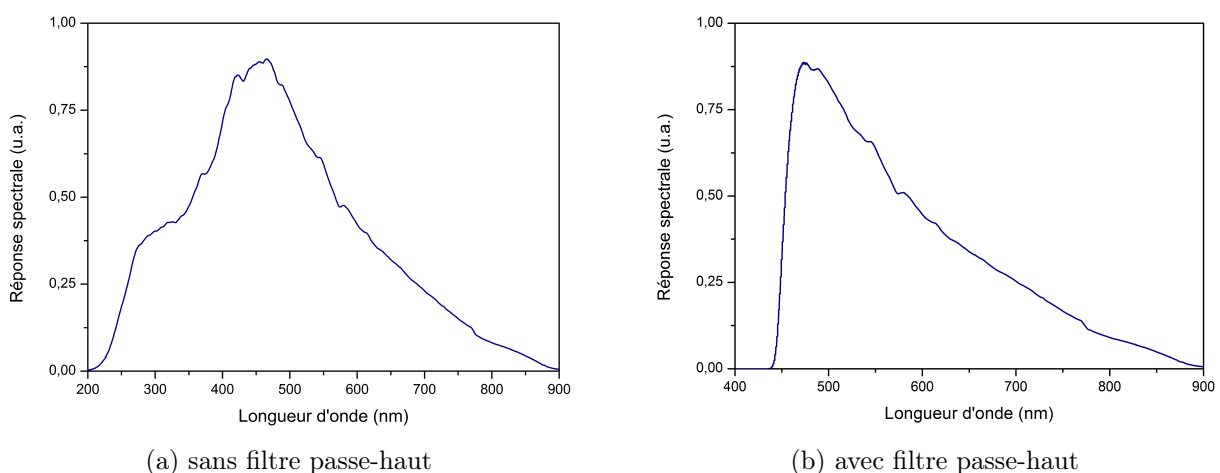 1,00
0,75
0,50
0,25
0,00
Réponse spectrale (u.a.)
200 300 400 500 600 700 800 900
Longueur d'onde (nm)
(a) sans filtre passe-haut
1,00
0,75
0,50
0,25
0,00
Réponse spectrale (u.a.)
400 500 600 700 800 900
Longueur d'onde (nm)
(b) avec filtre passe-haut